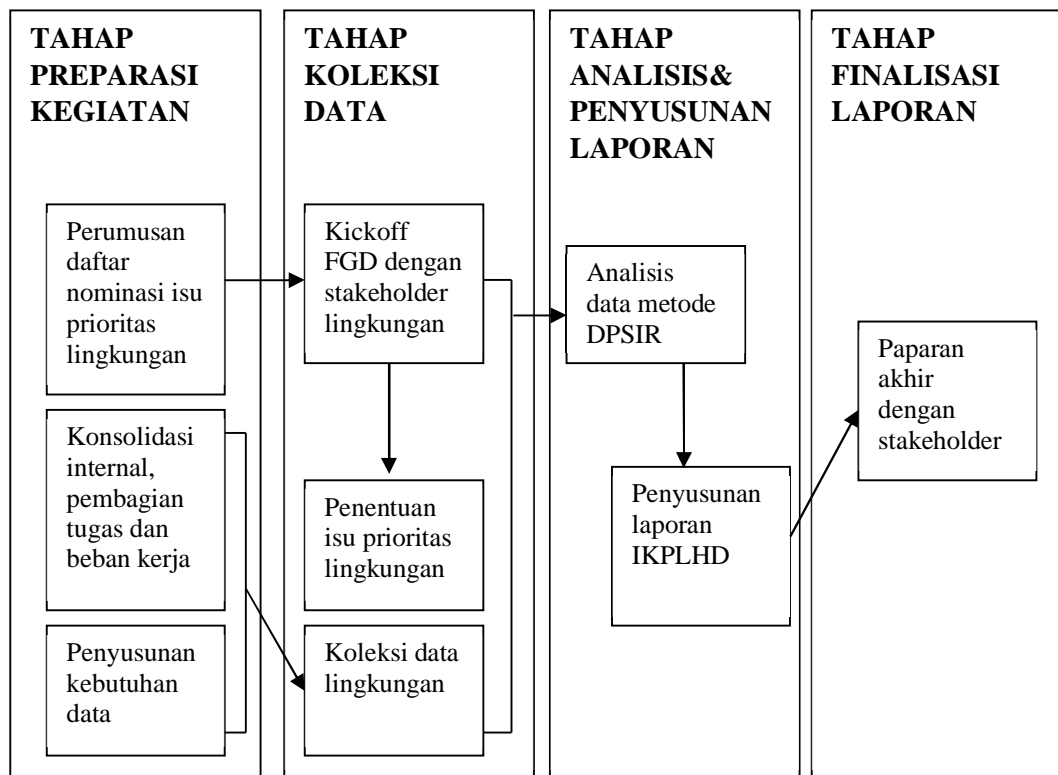 TAHAP
PREPARASI
KEGIATAN
Perumusan
daftar
nominasi isu
prioritas
lingkungan
Konsolidasi
internal,
pembagian
tugas dan
beban kerja
Penyusunan
kebutuhan
data
TAHAP
KOLEKSI
DATA
Kickoff
FGD dengan
stakeholder
lingkungan
Penentuan
isu prioritas
lingkungan
Koleksi data
lingkungan
TAHAP
ANALISIS&
PENYUSUNAN
LAPORAN
Analisis
data metode
DPSIR
Penyusunan
laporan
IKPLHD
TAHAP
FINALISASI
LAPORAN
Paparan
akhir
dengan
stakeholder